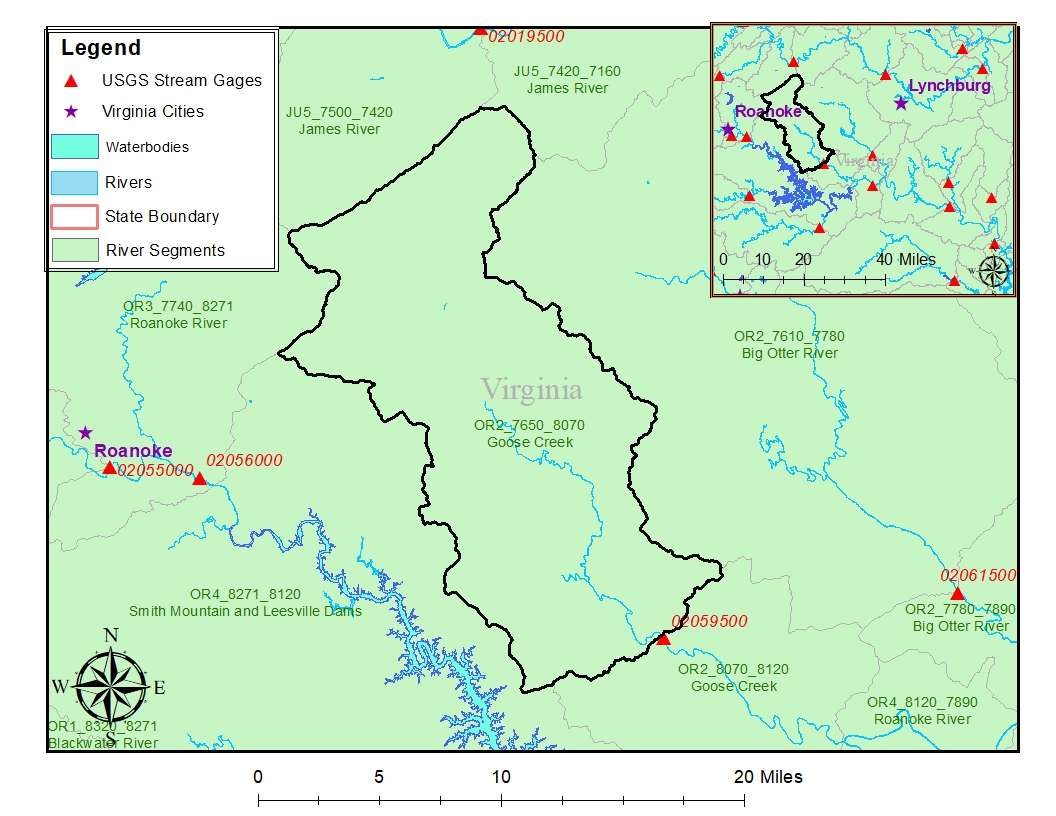 Legend
USGS Stream Gages
Virginia Cities
Waterbodies
Rivers
State Boundary
River Segments
02019500
JU5_7420_7160
James River
JU5_7500_7420
James River
Lynchburg
Roanoke
Virginia
0 10 20 40 Miles
W
OR3_7740_8271
Roanoke River
OR2_7610_7780
Big Otter River
Virginia
OR2_7650_8070
Goose Creek
Roanoke
02055000
02056000
02061500
OR4_8271_8120
Smith Mountain and Leesville Dams
OR2_7780_7890
Big Otter River
02059500
OR2_8070_8120
Goose Creek
OR4_8120_7890
Roanoke River
N
W E
S
OR1_8320_8271
Blackwater River
0 5 10 20 Miles